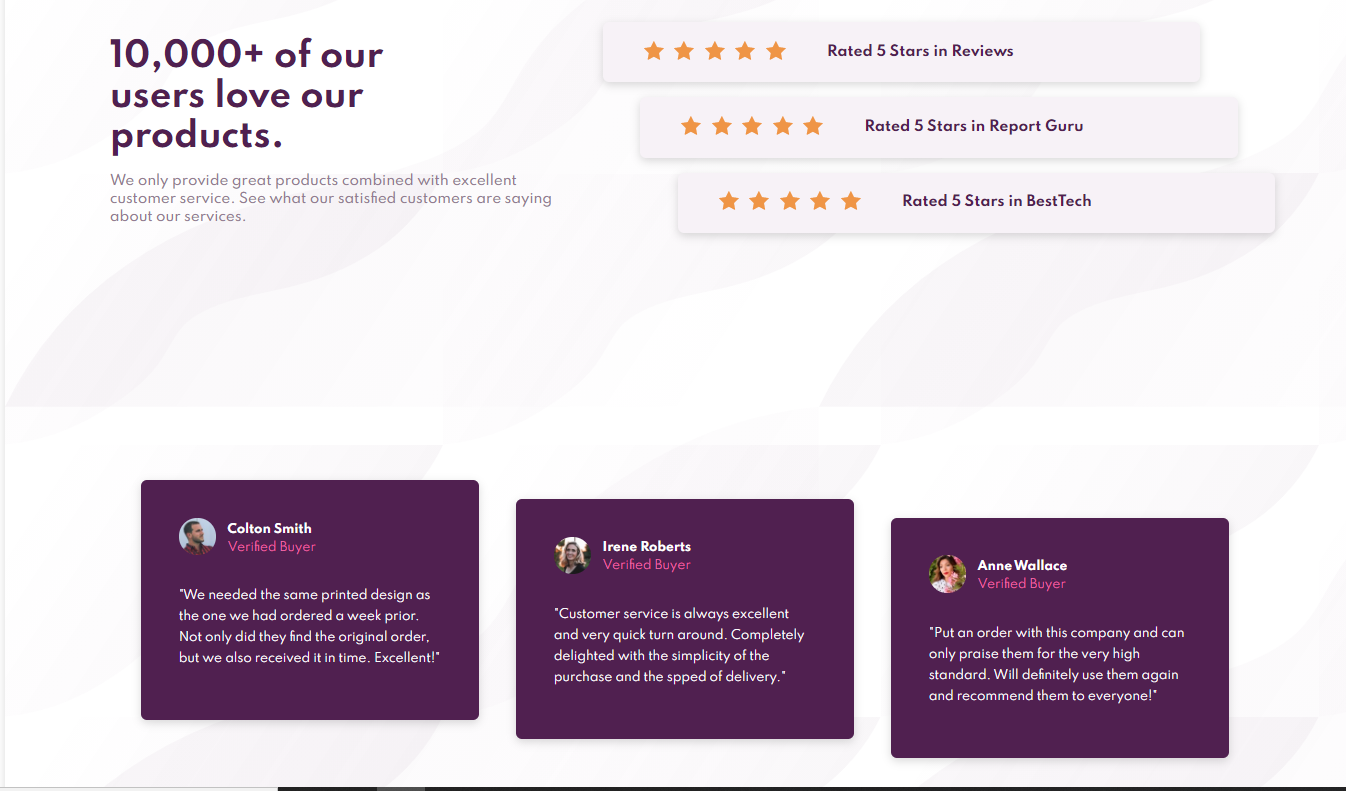 10,000+ of our
users love our
products.
We only provide great products combined with excellent
customer service. See what our satisfied customers are saying
about our services.
Rated 5 Stars in Reviews
Rated 5 Stars in Report Guru
Rated 5 Stars in BestTech
Colton Smith
Verified Buyer
"We needed the same printed design as
the one we had ordered a week prior.
Not only did they find the original order,
but we also received it in time. Excellent!"
Irene Roberts
Verified Buyer
"Customer service is always excellent
and very quick turn around. Completely
delighted with the simplicity of the
purchase and the spped of delivery."
Anne Wallace
Verified Buyer
"Put an order with this company and can
only praise them for the very high
standard. Will definitely use them again
and recommend them to everyone!"